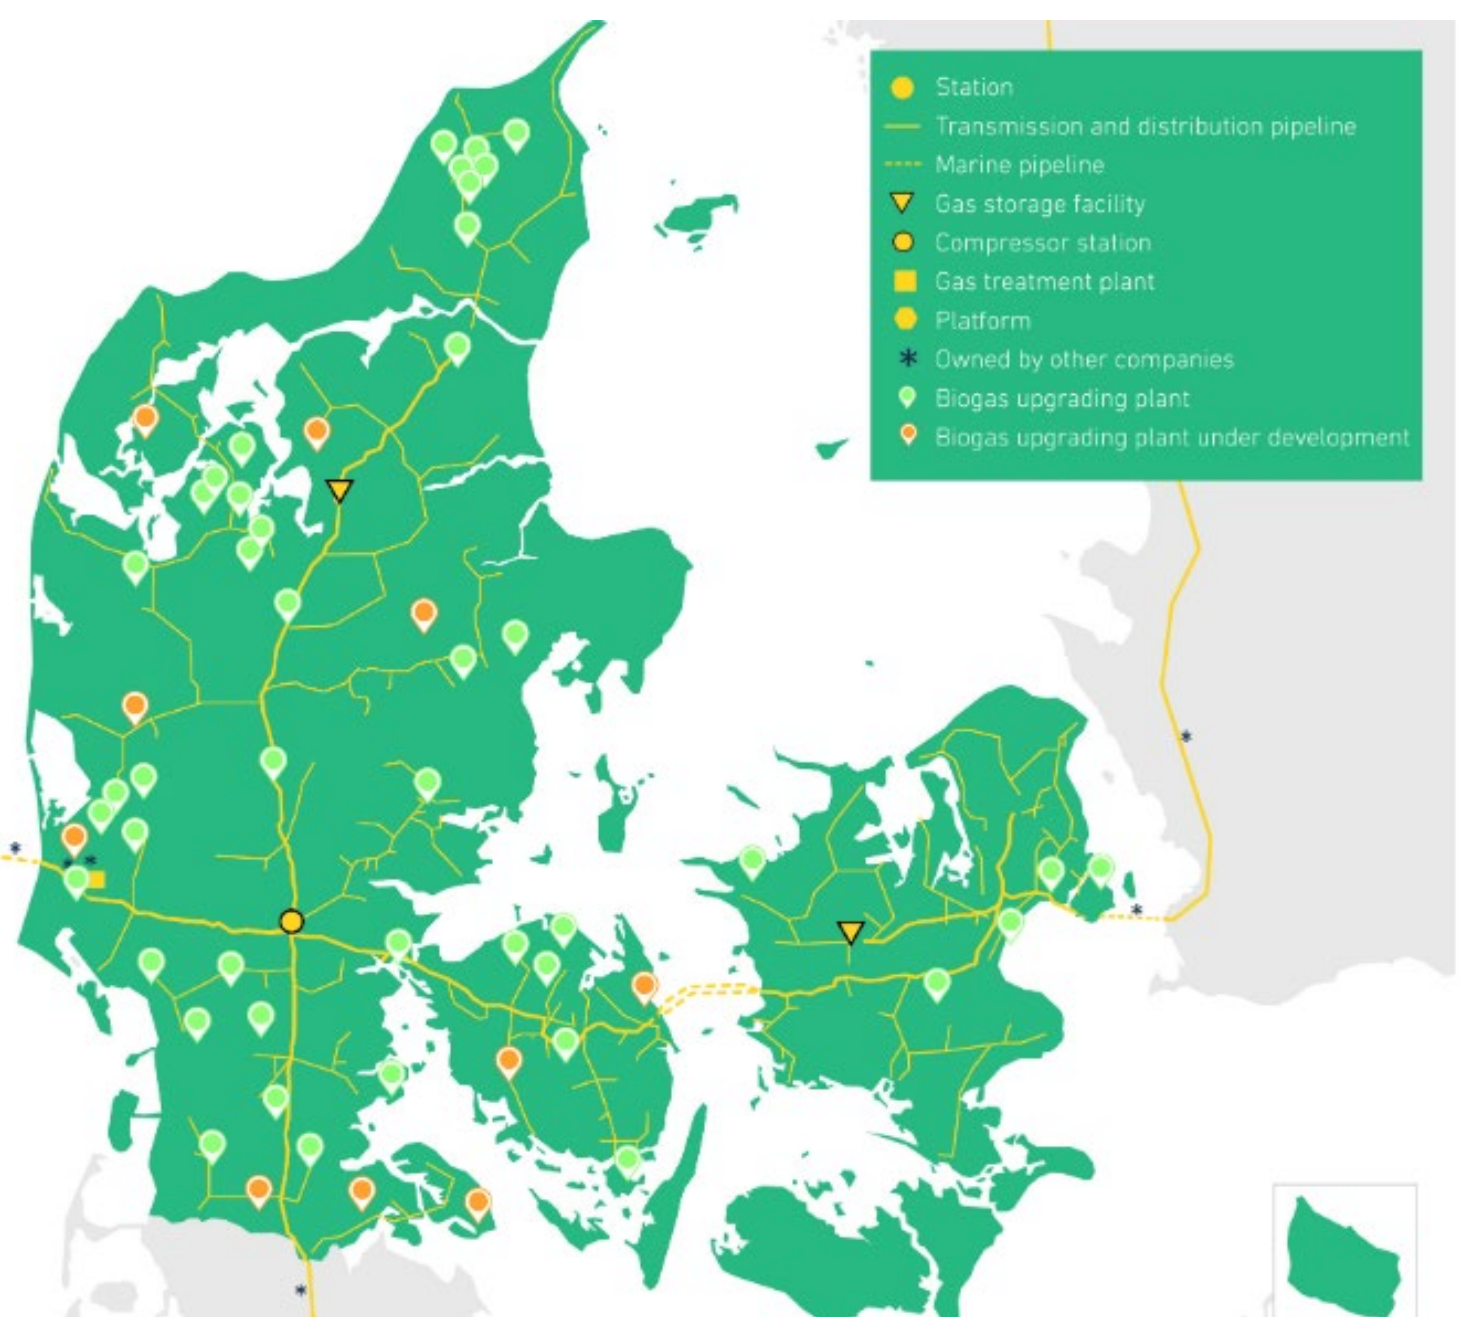 Station
Transmission and distribution pipeline
Marine pipeline
Gas storage facility
Compressor station
Gas treatment plant
Platform
* Owned by other companies
Biogas upgrading plant
Biogas upgrading plant under development
*
*
*
*
*
*